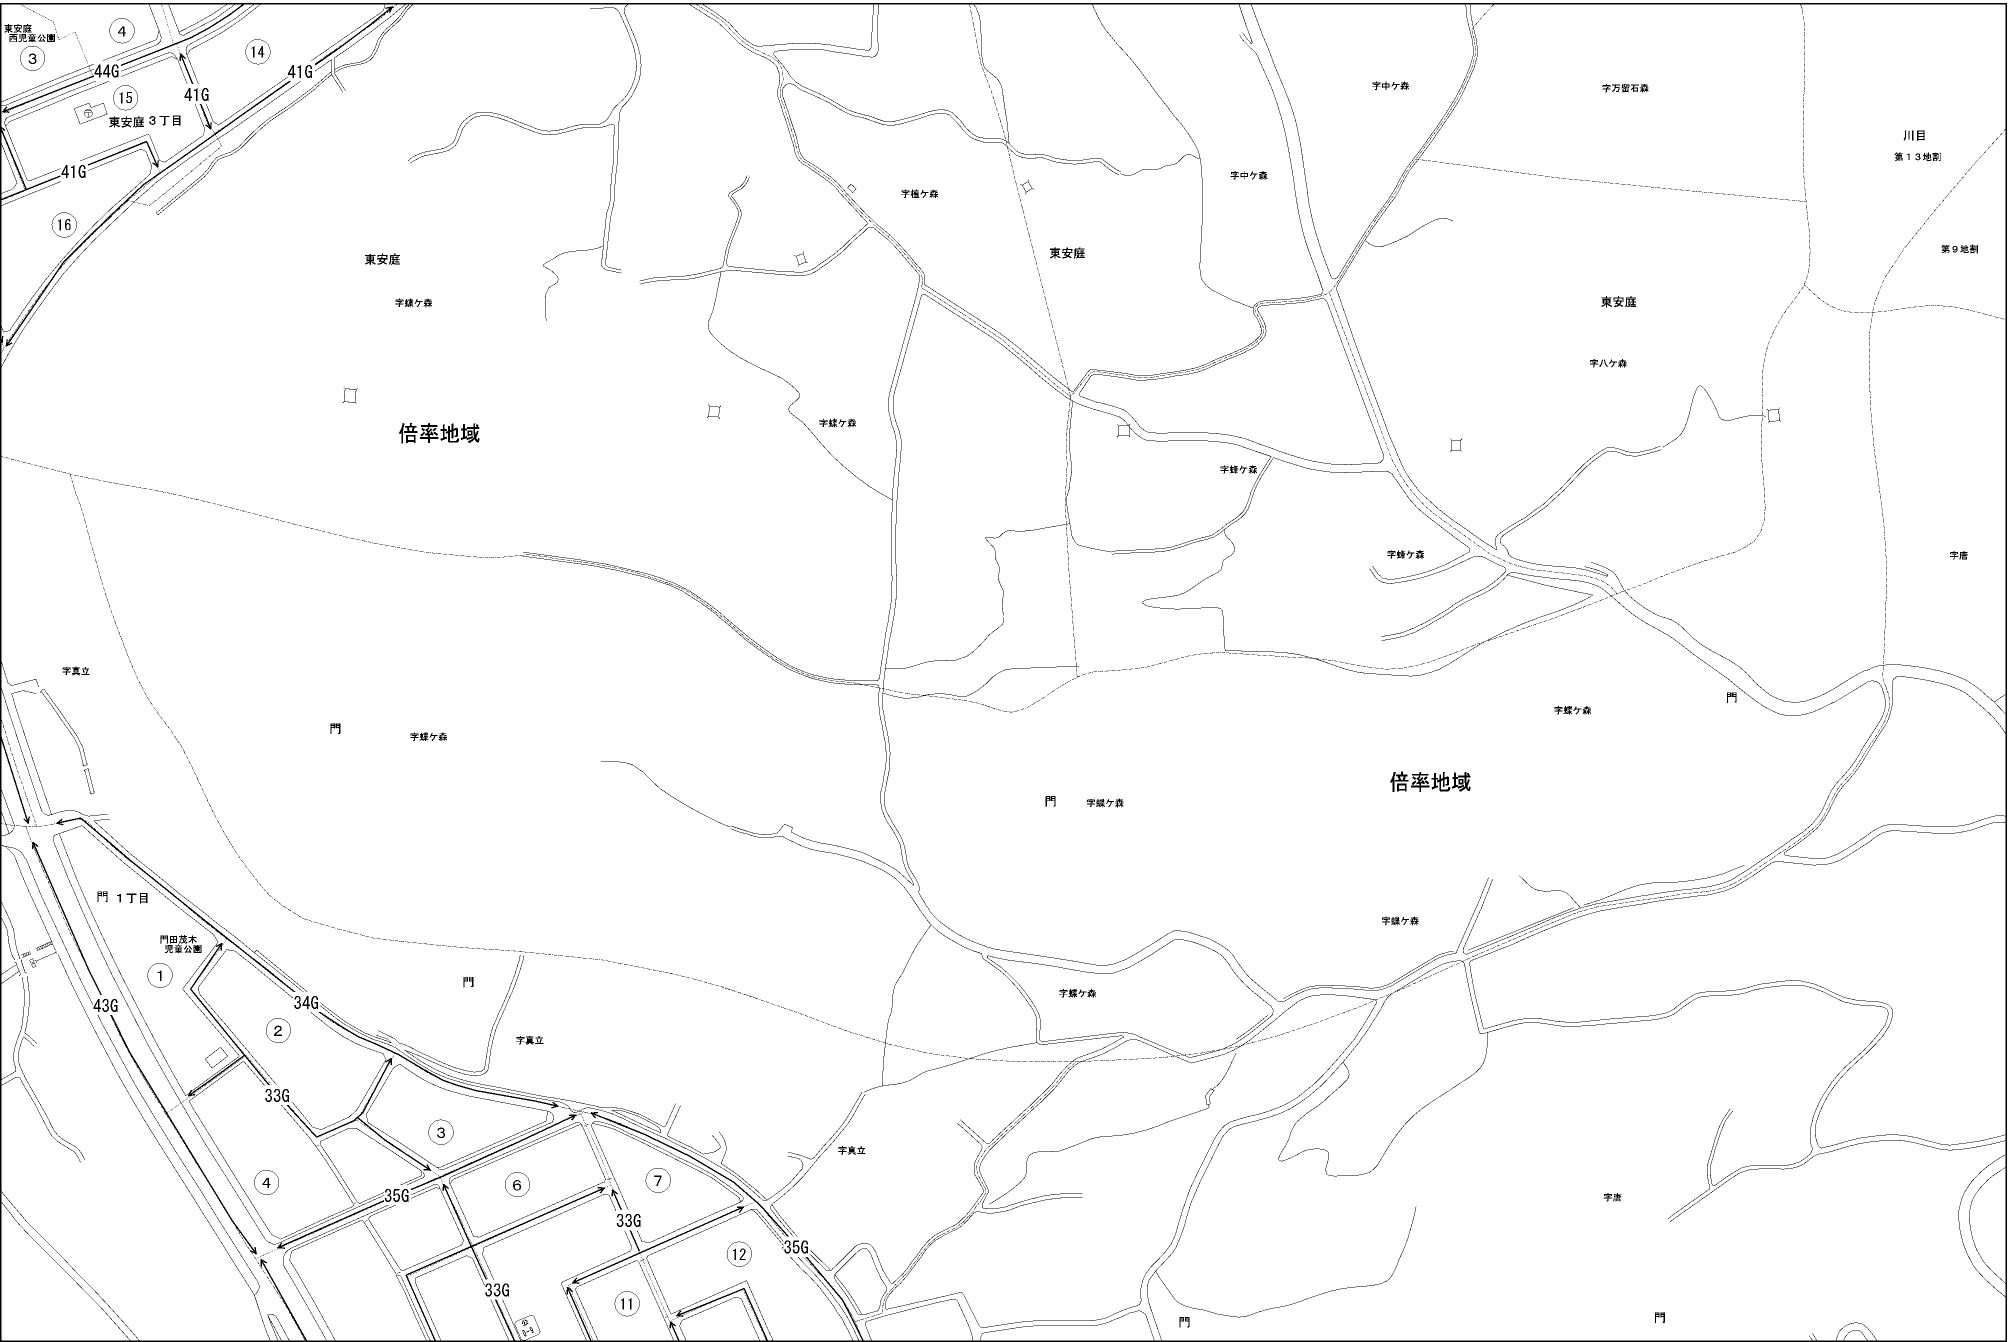 東安庭
西児童公園
④
③
⑭
44G
41G
41G
⑮
東安庭 3丁目
41G
⑯
字中ケ森
字万留石森
川目
第13地割
字中ケ森
字樝ケ森
東安庭
東安庭
第9地割
字蝶ケ森
東安庭
字八ケ森
倍率地域
字蝶ケ森
字蜂ケ森
字蜂ケ森
字唐
字真立
門
字蝶ケ森
字蝶ケ森
門
倍率地域
門
字蝶ケ森
門 1丁目
字蝶ケ森
門田茂木
児童公園
①
門
字蝶ケ森
43G
34G
②
字真立
33G
③
字真立
④
35G
⑥
⑦
字唐
33G
⑫
35G
33G
⑪
門
門